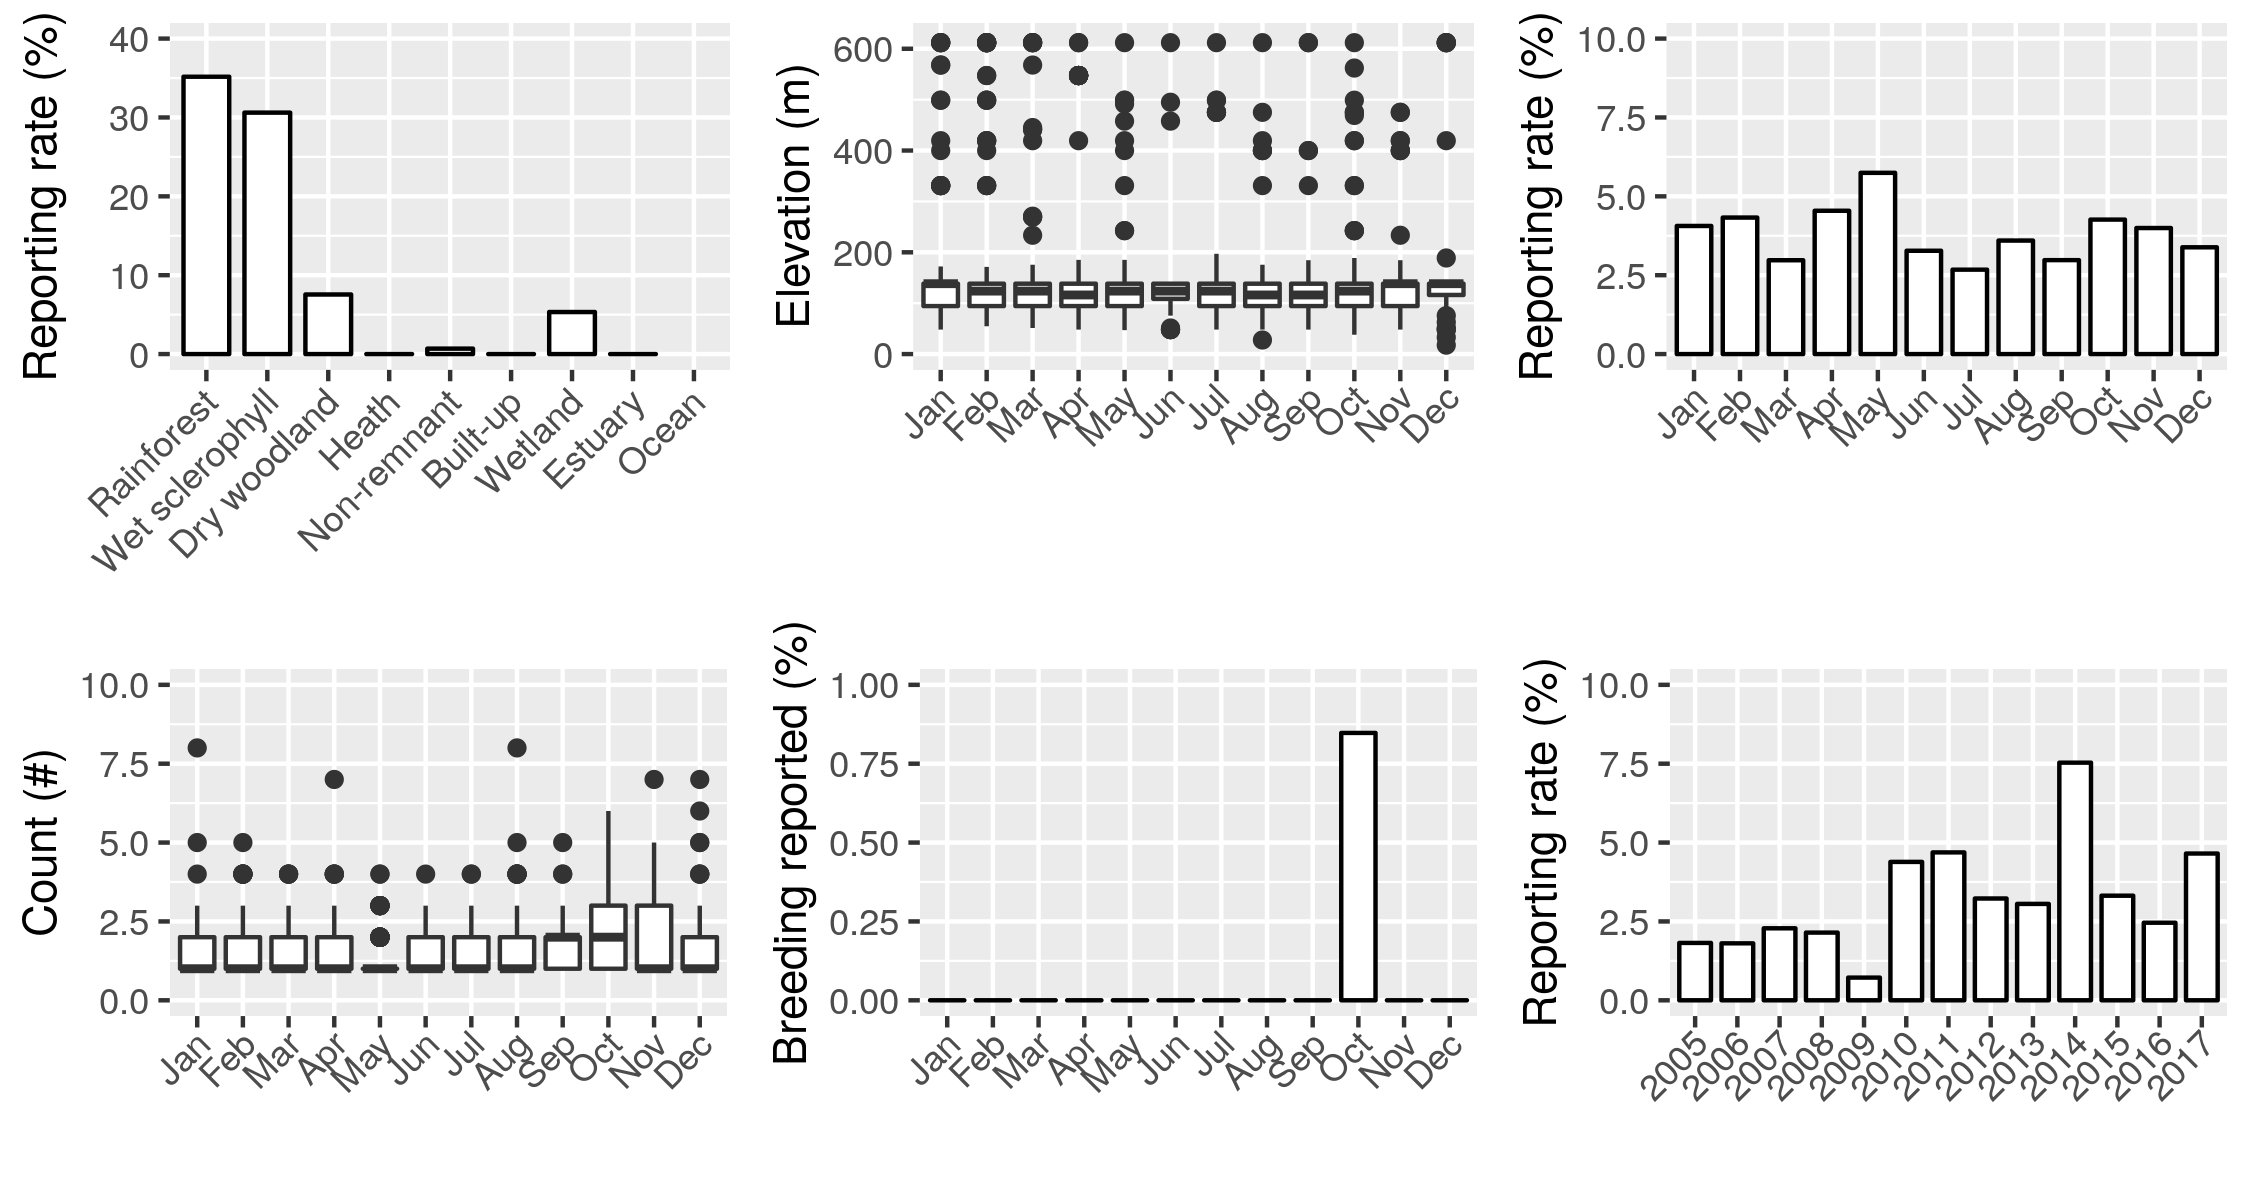 Reporting rate (%)
40
30
20
10
0
Rainforest
Wet sclerophyll
Dry woodland
Heath
Non-remnant
Built-up
Wetland
Estuary
Ocean
Elevation (m)
600
400
200
0
Jan
Feb
Mar
Apr
May
Jun
Jul
Aug
Sep
Oct
Nov
Dec
Reporting rate (%)
10.0
7.5
5.0
2.5
0.0
Jan
Feb
Mar
Apr
May
Jun
Jul
Aug
Sep
Oct
Nov
Dec
Count (#)
10.0
7.5
5.0
2.5
0.0
Jan
Feb
Mar
Apr
May
Jun
Jul
Aug
Sep
Oct
Nov
Dec
Breeding reported (%)
1.00
0.75
0.50
0.25
0.00
Jan
Feb
Mar
Apr
May
Jun
Jul
Aug
Sep
Oct
Nov
Dec
Reporting rate (%)
10.0
7.5
5.0
2.5
0.0
2005
2006
2007
2008
2009
2010
2011
2012
2013
2014
2015
2016
2017